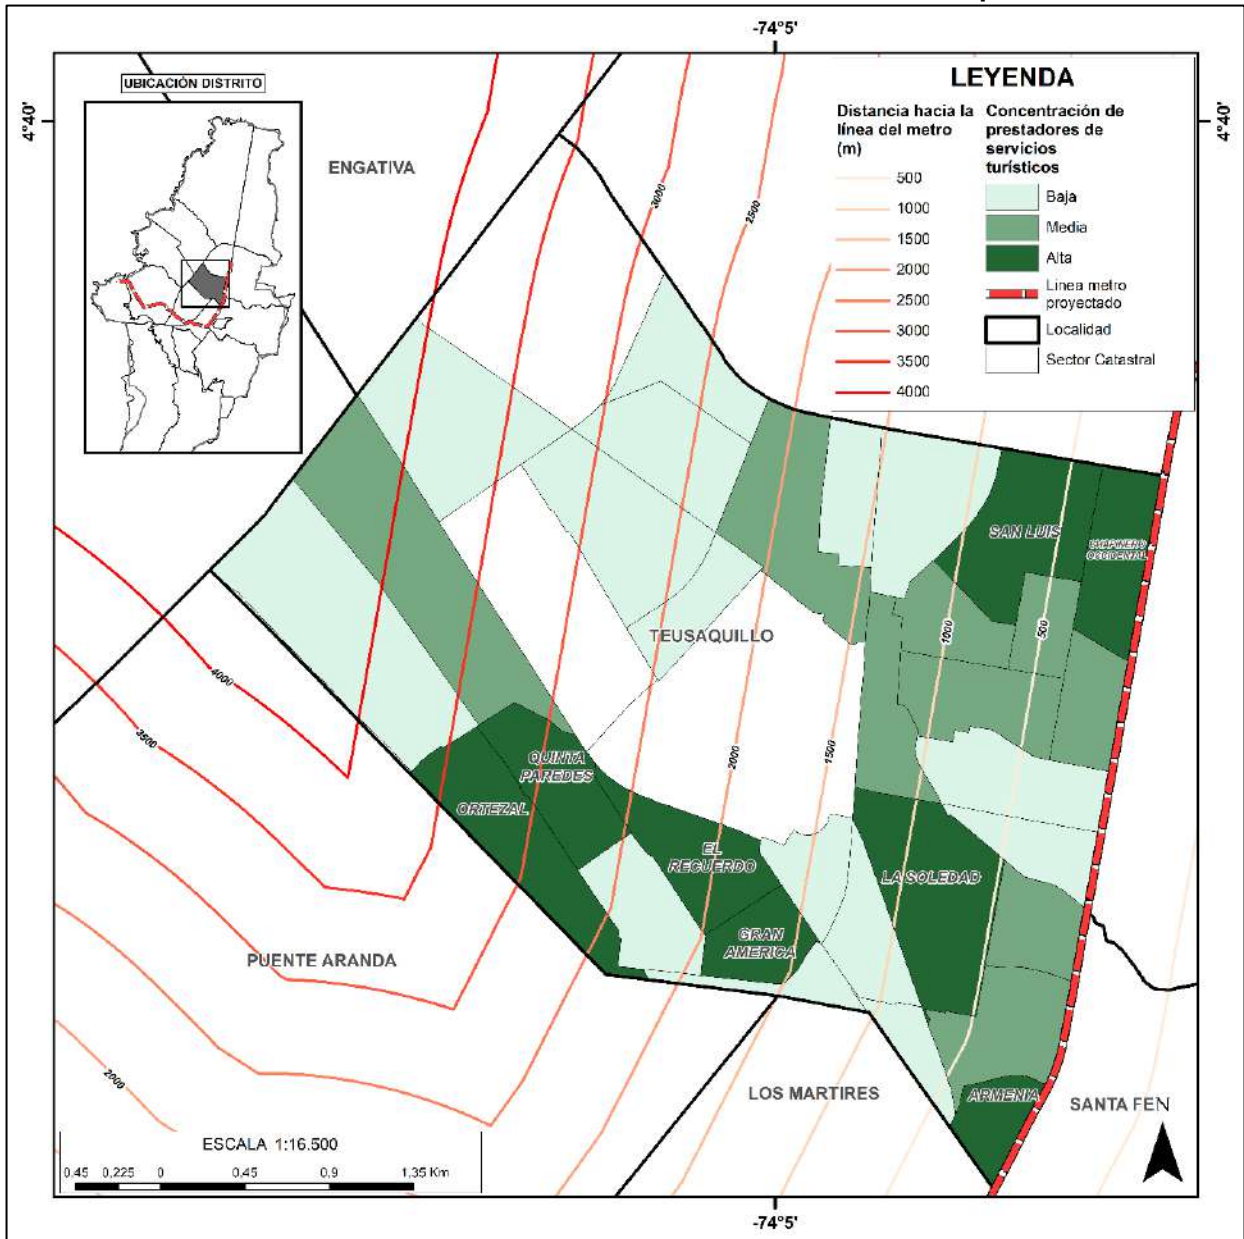 -74°5'
4°40'
4°40'
UBICACIÓN DISTRITO
LEYENDA
Distancia hacia la
línea del metro
(m)
500
1000
1500
2000
2500
3000
3500
4000
Concentración de
prestadores de
servicios
turísticos
Baja
Media
Alta
Linea metro
proyectado
Localidad
Sector Catastral
ENGATIVA
3000
2500
SAN LUIS
CHAPINERO
OCCIDENTAL
TEUSAQUILLO
1000
500
4000
3500
2000
1500
QUINTA
PAREDES
ORTEZAL
EL
RECUERDO
LA SOLEDAD
GRAN
AMERICA
PUENTE ARANDA
2000
LOS MARTIRES
ARMENIA
SANTA FE
N
ESCALA 1:16.500
0,45 0,225 0 0,45 0,9 1,35 Km
-74°5'